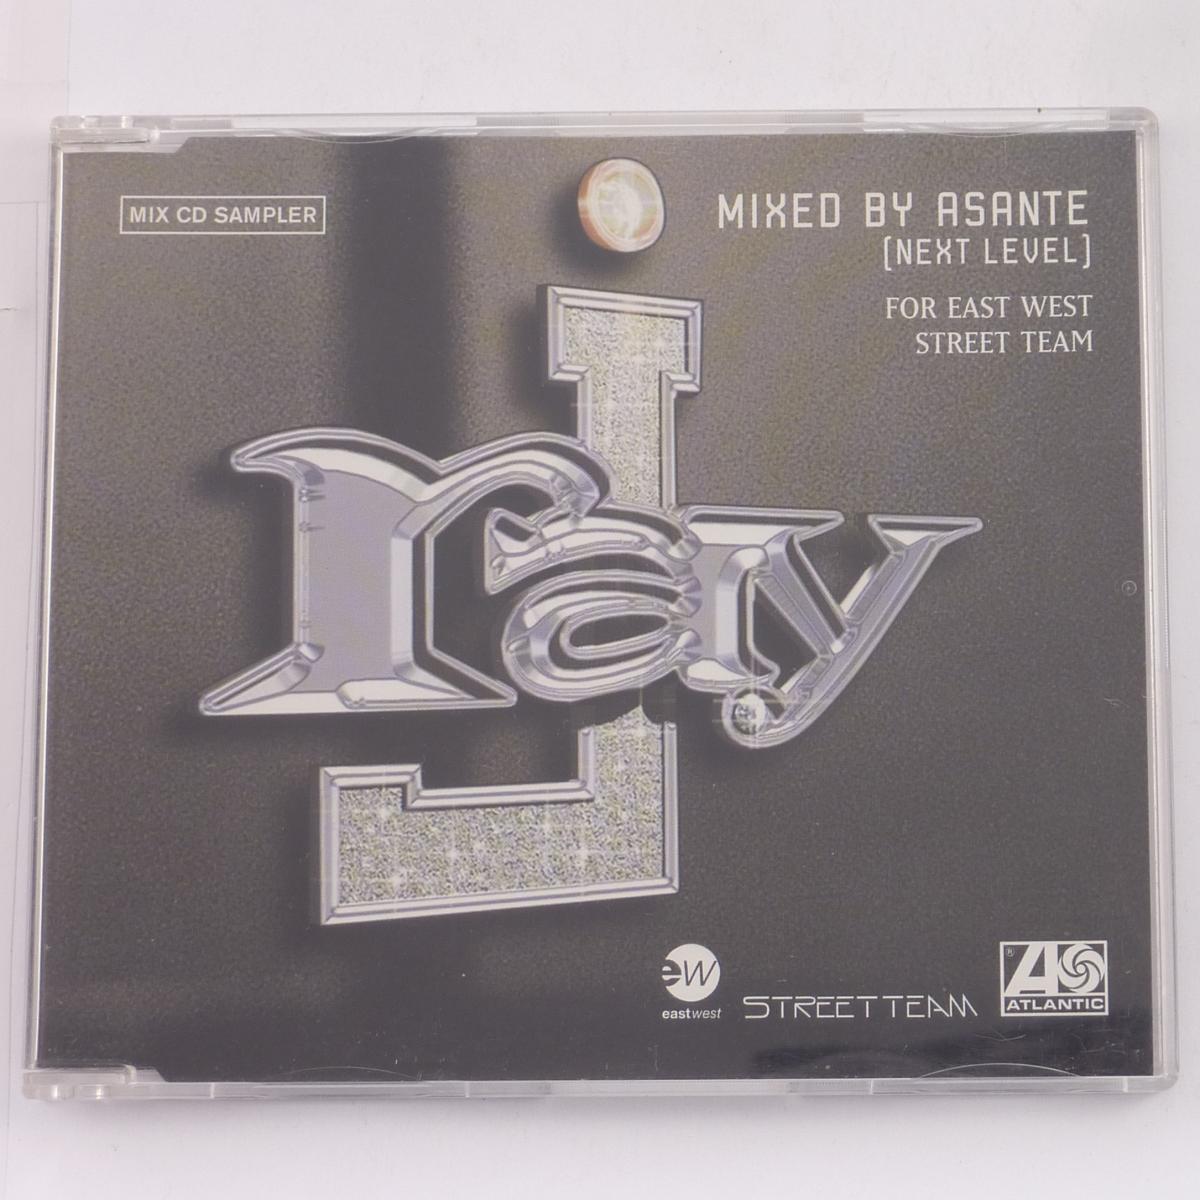 MIX CD SAMPLER
MIXED BY ASANTE
[NEXT LEVEL]
FOR EAST WEST
STREET TEAM
j
ray
ew
eastwest
STREETTEAM
®
ATLANTIC